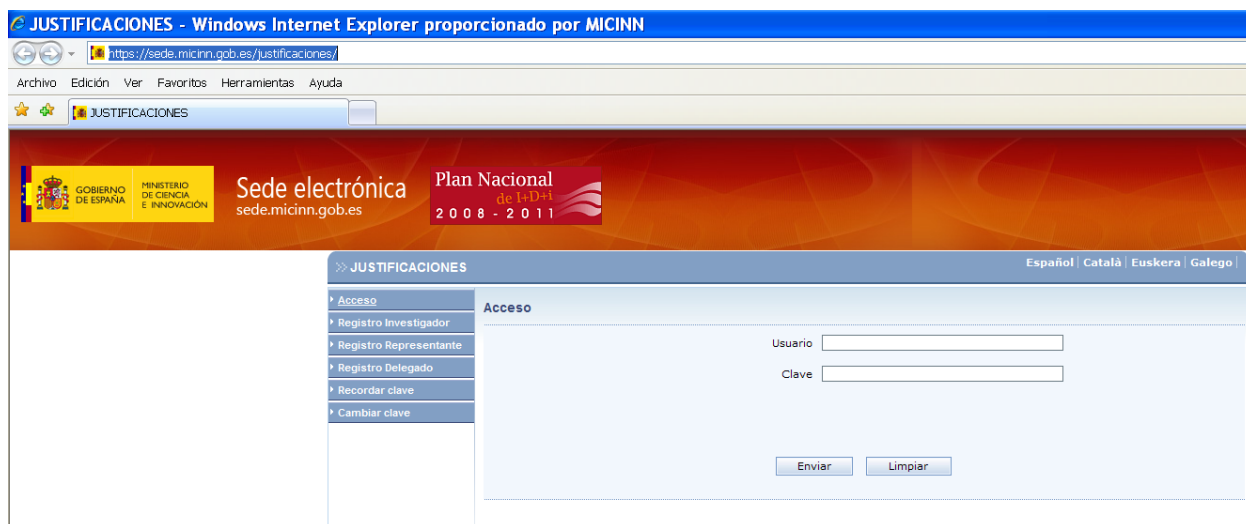 JUSTIFICACIONES - Windows Internet Explorer proporcionado por MICINN
https://sede.micinn.gob.es/justificaciones/
Archivo Edición Ver Favoritos Herramientas Ayuda
JUSTIFICACIONES
GOBIERNO DE ESPAÑA
MINISTERIO DE CIENCIA E INNOVACIÓN
Sede electrónica
sede.micinn.gob.es
Plan Nacional
de I+D+i
2008 - 2011
>> JUSTIFICACIONES
Español | Català | Euskera | Galego |
Acceso
Registro Investigador
Registro Representante
Registro Delegado
Recordar clave
Cambiar clave
Acceso
Usuario
Clave
Enviar Limpiar